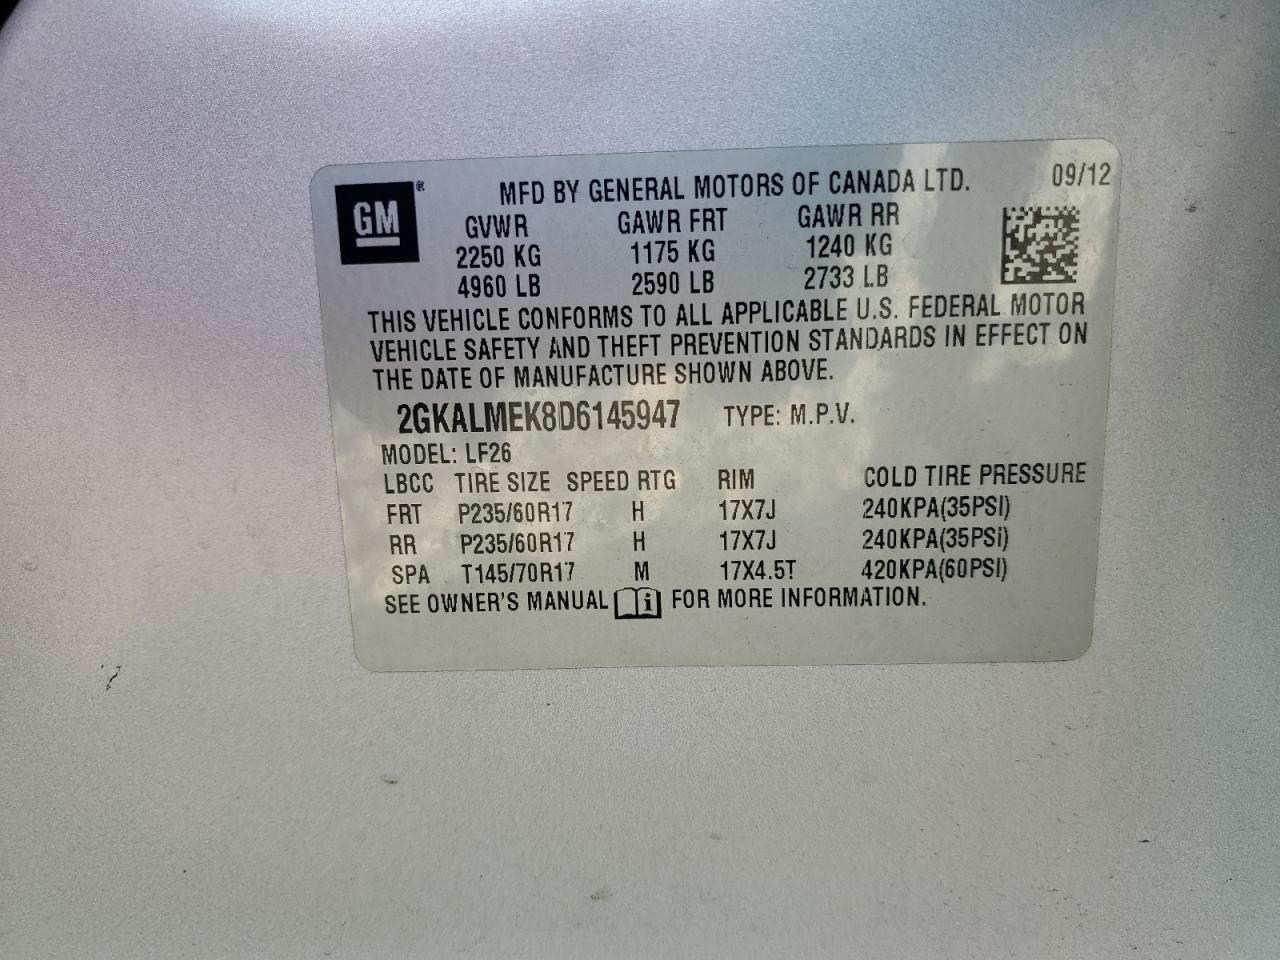 GM®
MFD BY GENERAL MOTORS OF CANADA LTD. 09/12
GVWR GAWR FRT GAWR RR
2250 KG 1175 KG 1240 KG
4960 LB 2590 LB 2733 LB
THIS VEHICLE CONFORMS TO ALL APPLICABLE U.S. FEDERAL MOTOR
VEHICLE SAFETY AND THEFT PREVENTION STANDARDS IN EFFECT ON
THE DATE OF MANUFACTURE SHOWN ABOVE.
2GKALMEK8D6145947 TYPE: M.P.V.
MODEL: LF26
LBCC TIRE SIZE SPEED RTG RIM COLD TIRE PRESSURE
FRT P235/60R17 H 17X7J 240KPA(35PSI)
RR P235/60R17 H 17X7J 240KPA(35PSI)
SPA T145/70R17 M 17X4.5T 420KPA(60PSI)
SEE OWNER'S MANUAL i FOR MORE INFORMATION.